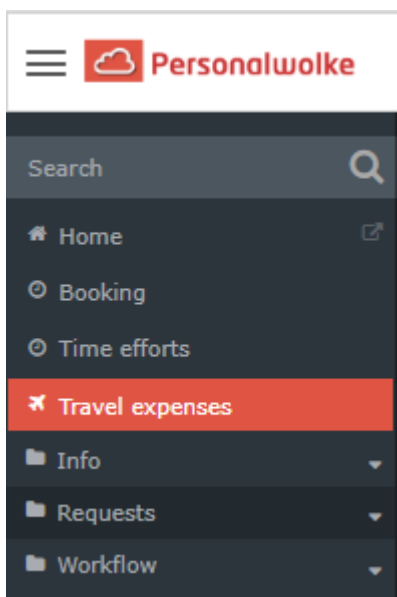 Personalwolke
Search
Home
Booking
Time efforts
Travel expenses
Info
Requests
Workflow